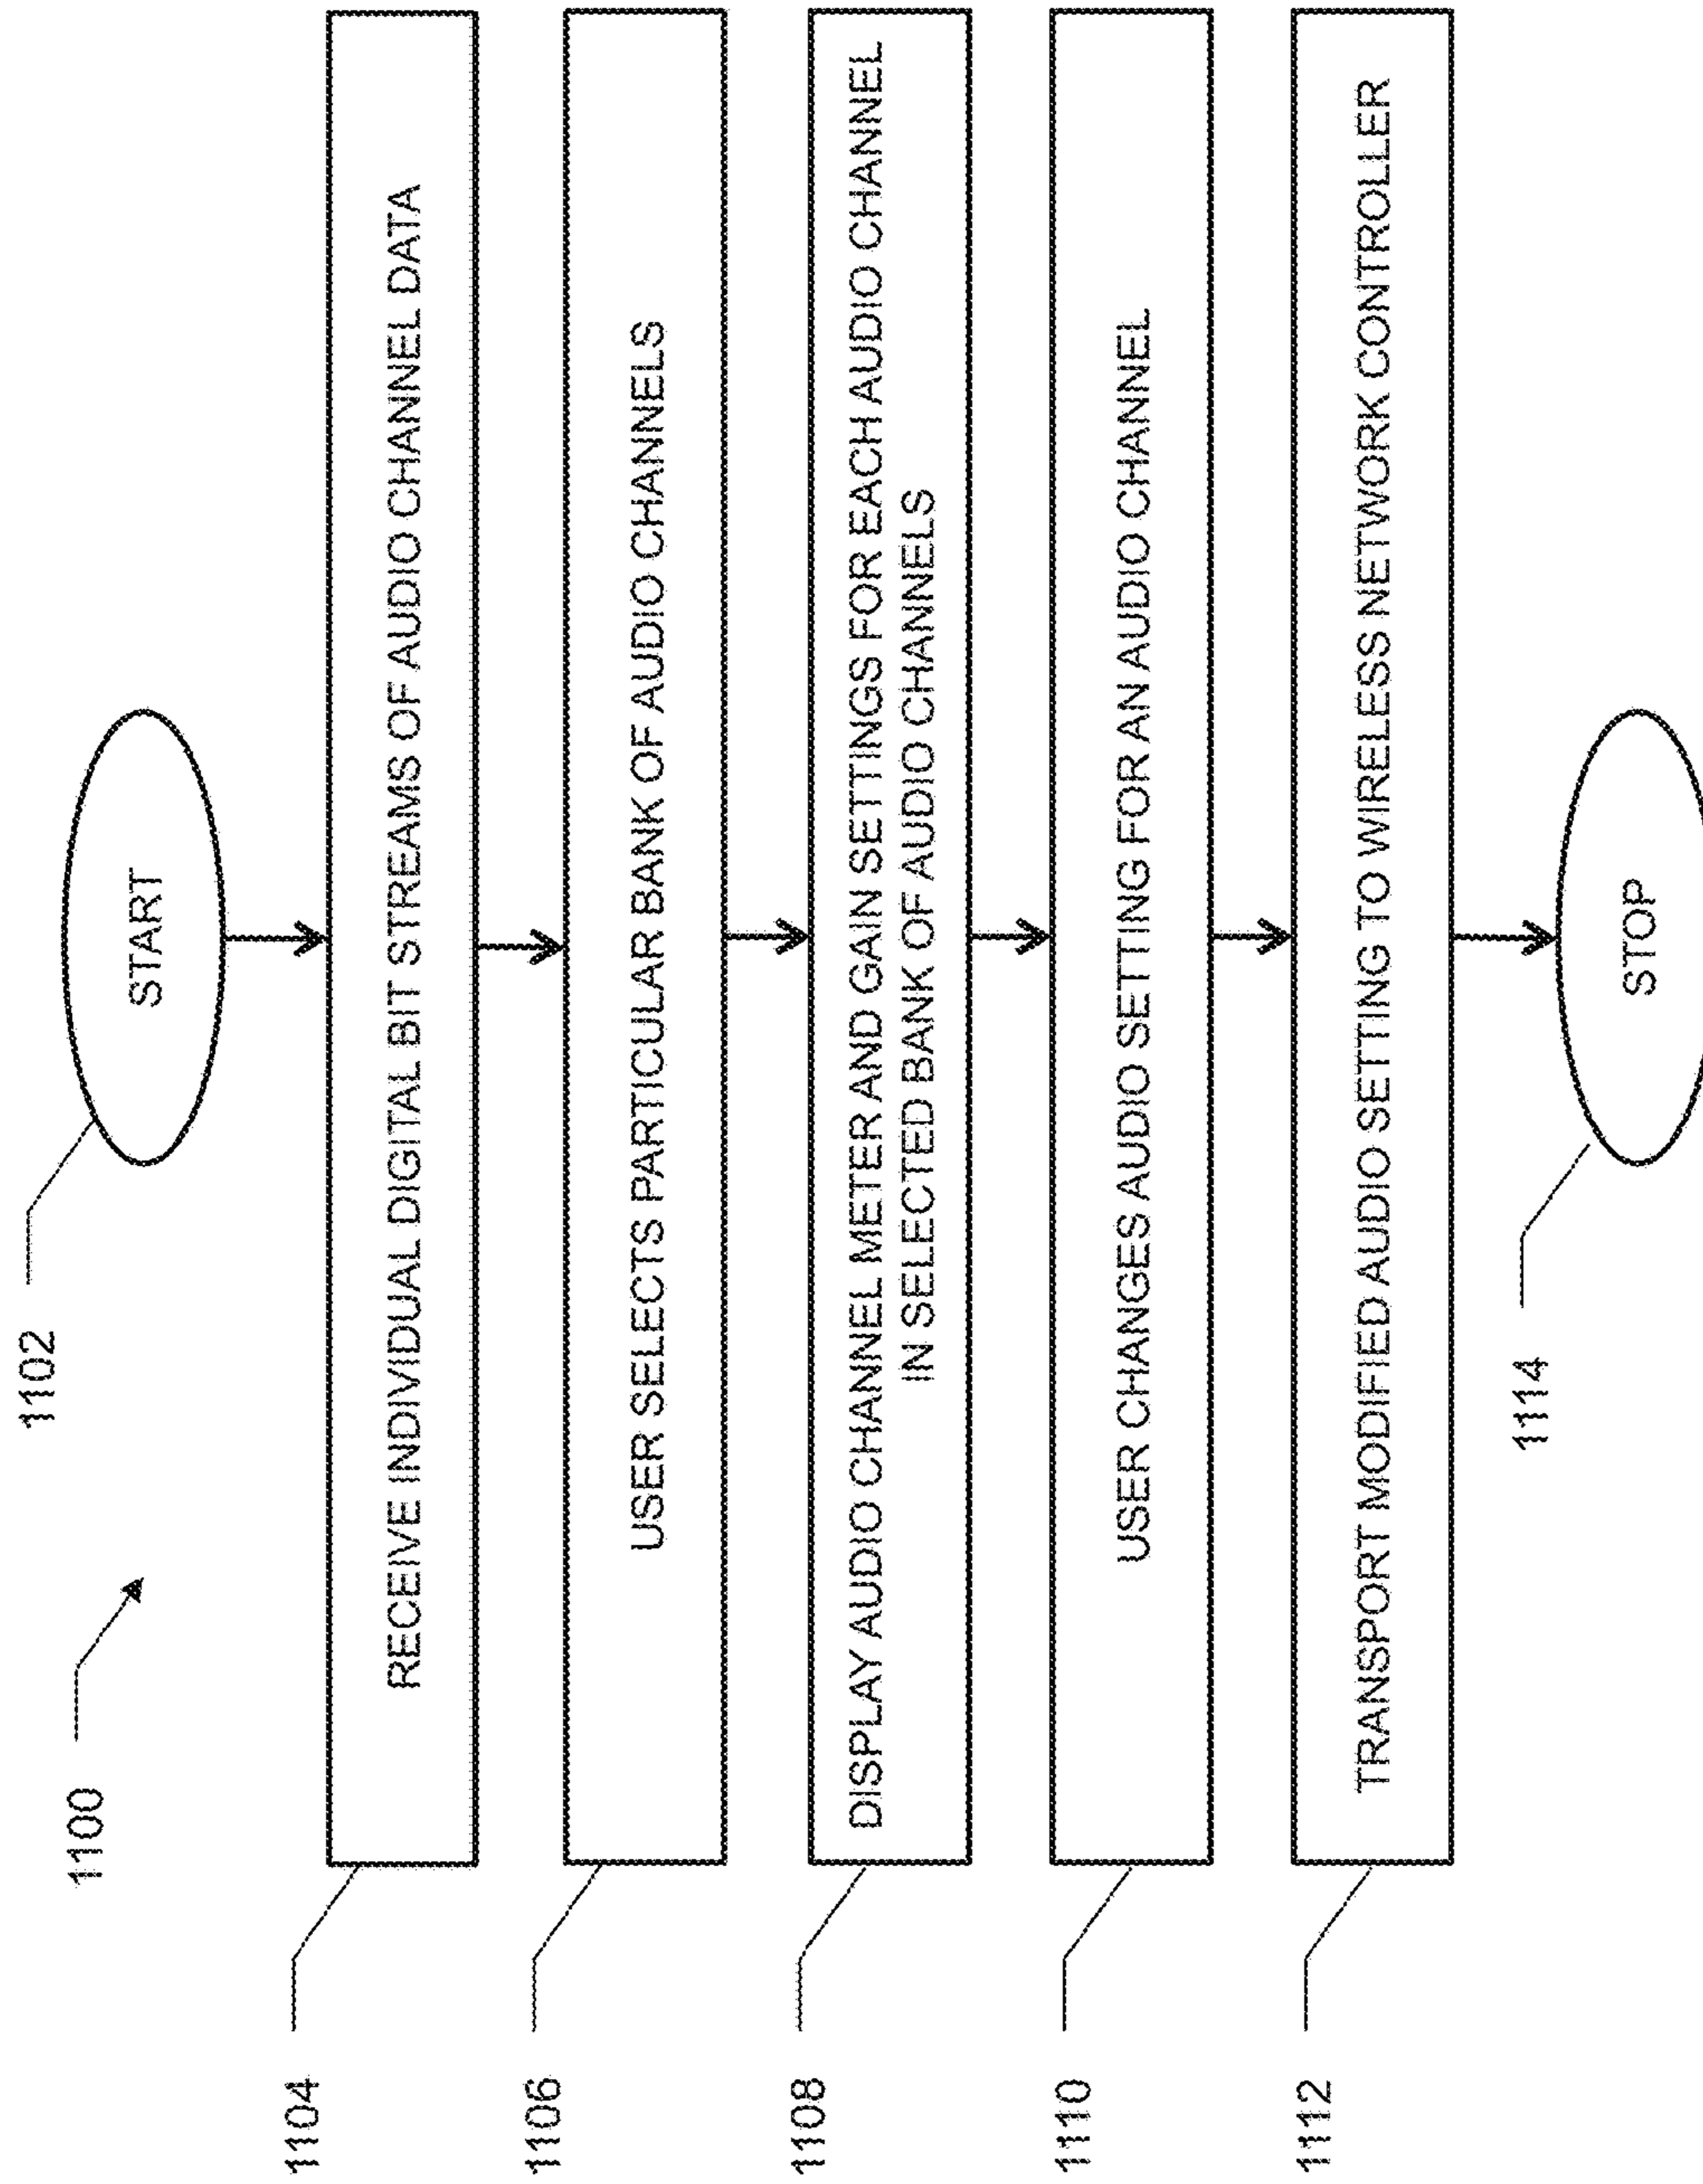 1100
1102
START
1104
RECEIVE INDIVIDUAL DIGITAL BIT STREAMS OF AUDIO CHANNEL DATA
1106
USER SELECTS PARTICULAR BANK OF AUDIO CHANNELS
1108
DISPLAY AUDIO CHANNEL METER AND GAIN SETTINGS FOR EACH AUDIO CHANNEL
IN SELECTED BANK OF AUDIO CHANNELS
1110
USER CHANGES AUDIO SETTING FOR AN AUDIO CHANNEL
1112
TRANSPORT MODIFIED AUDIO SETTING TO WIRELESS NETWORK CONTROLLER
1114
STOP